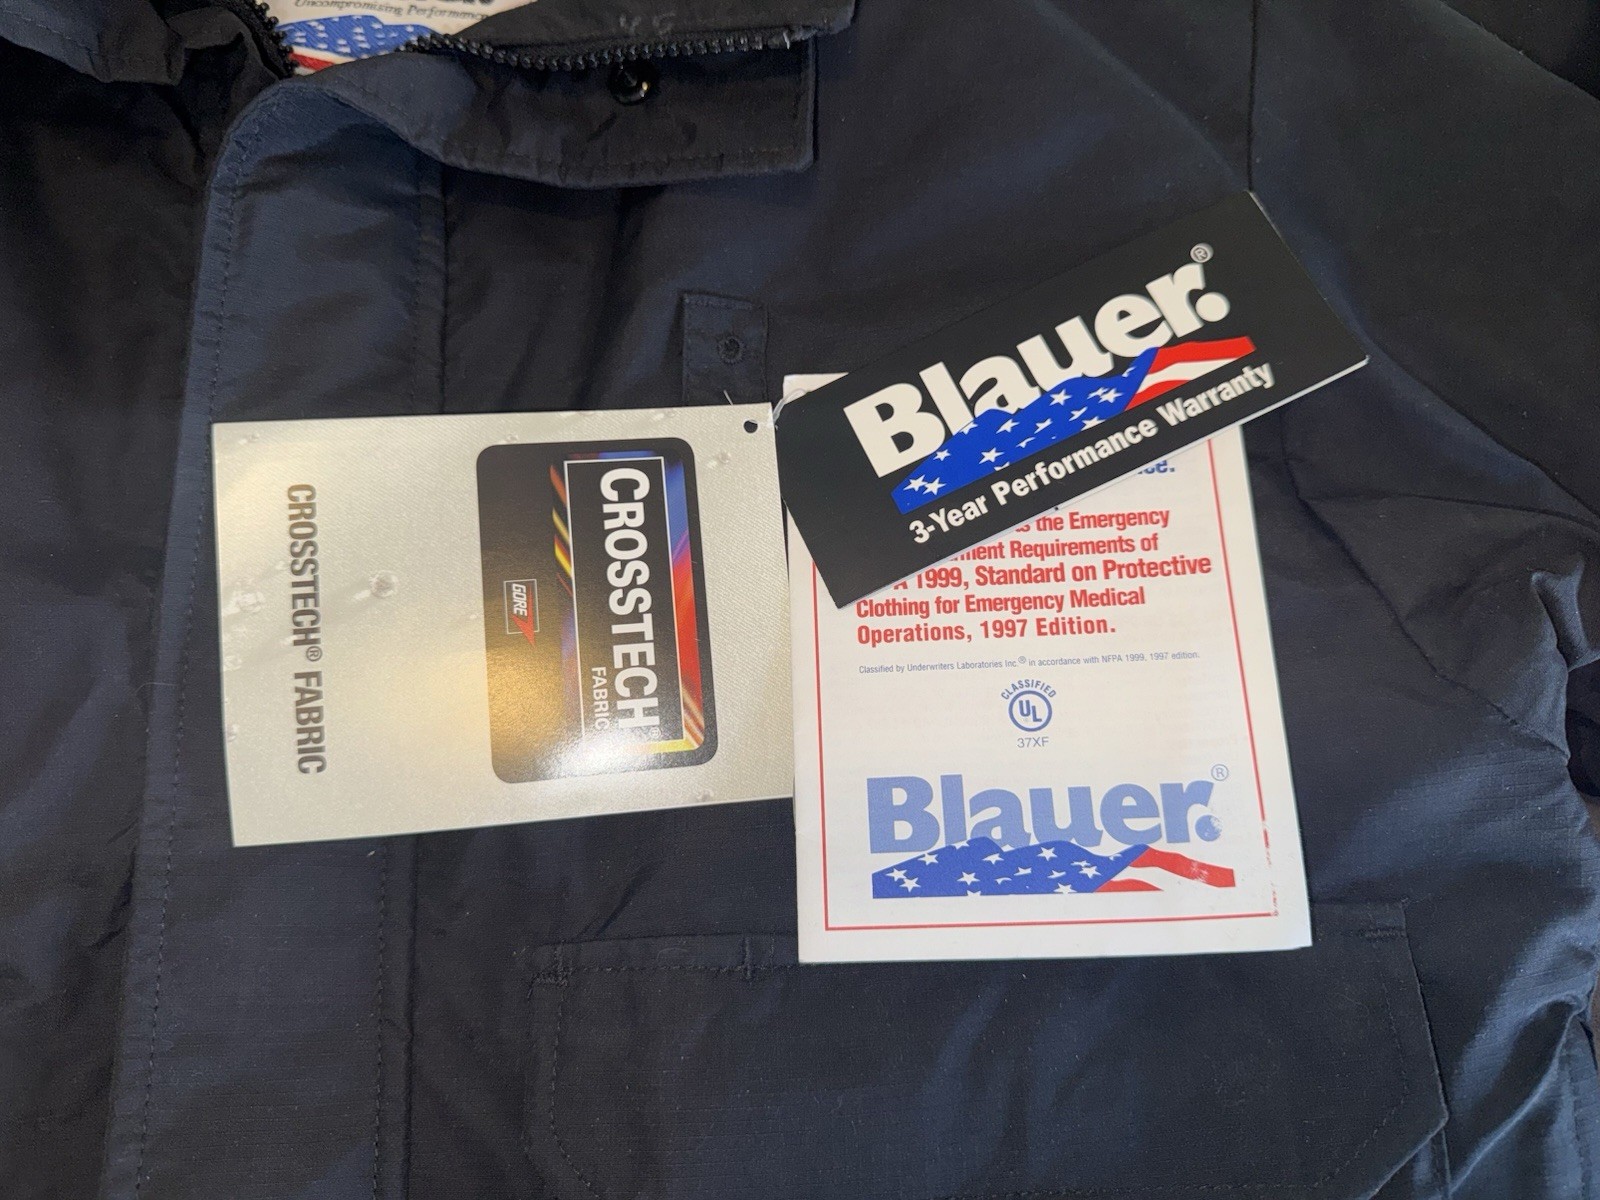 Uncompromising Performance
Blauer.®
3-Year Performance Warranty
CROSSTECH
FABRIC
GORE
CROSSTECH® FABRIC
the Emergency
Requirements of
1999, Standard on Protective
Clothing for Emergency Medical
Operations, 1997 Edition.
Classified by Underwriters Laboratories Inc.® in accordance with NFPA 1999, 1997 edition.
CLASSIFIED
UL
37XF
Blauer.®